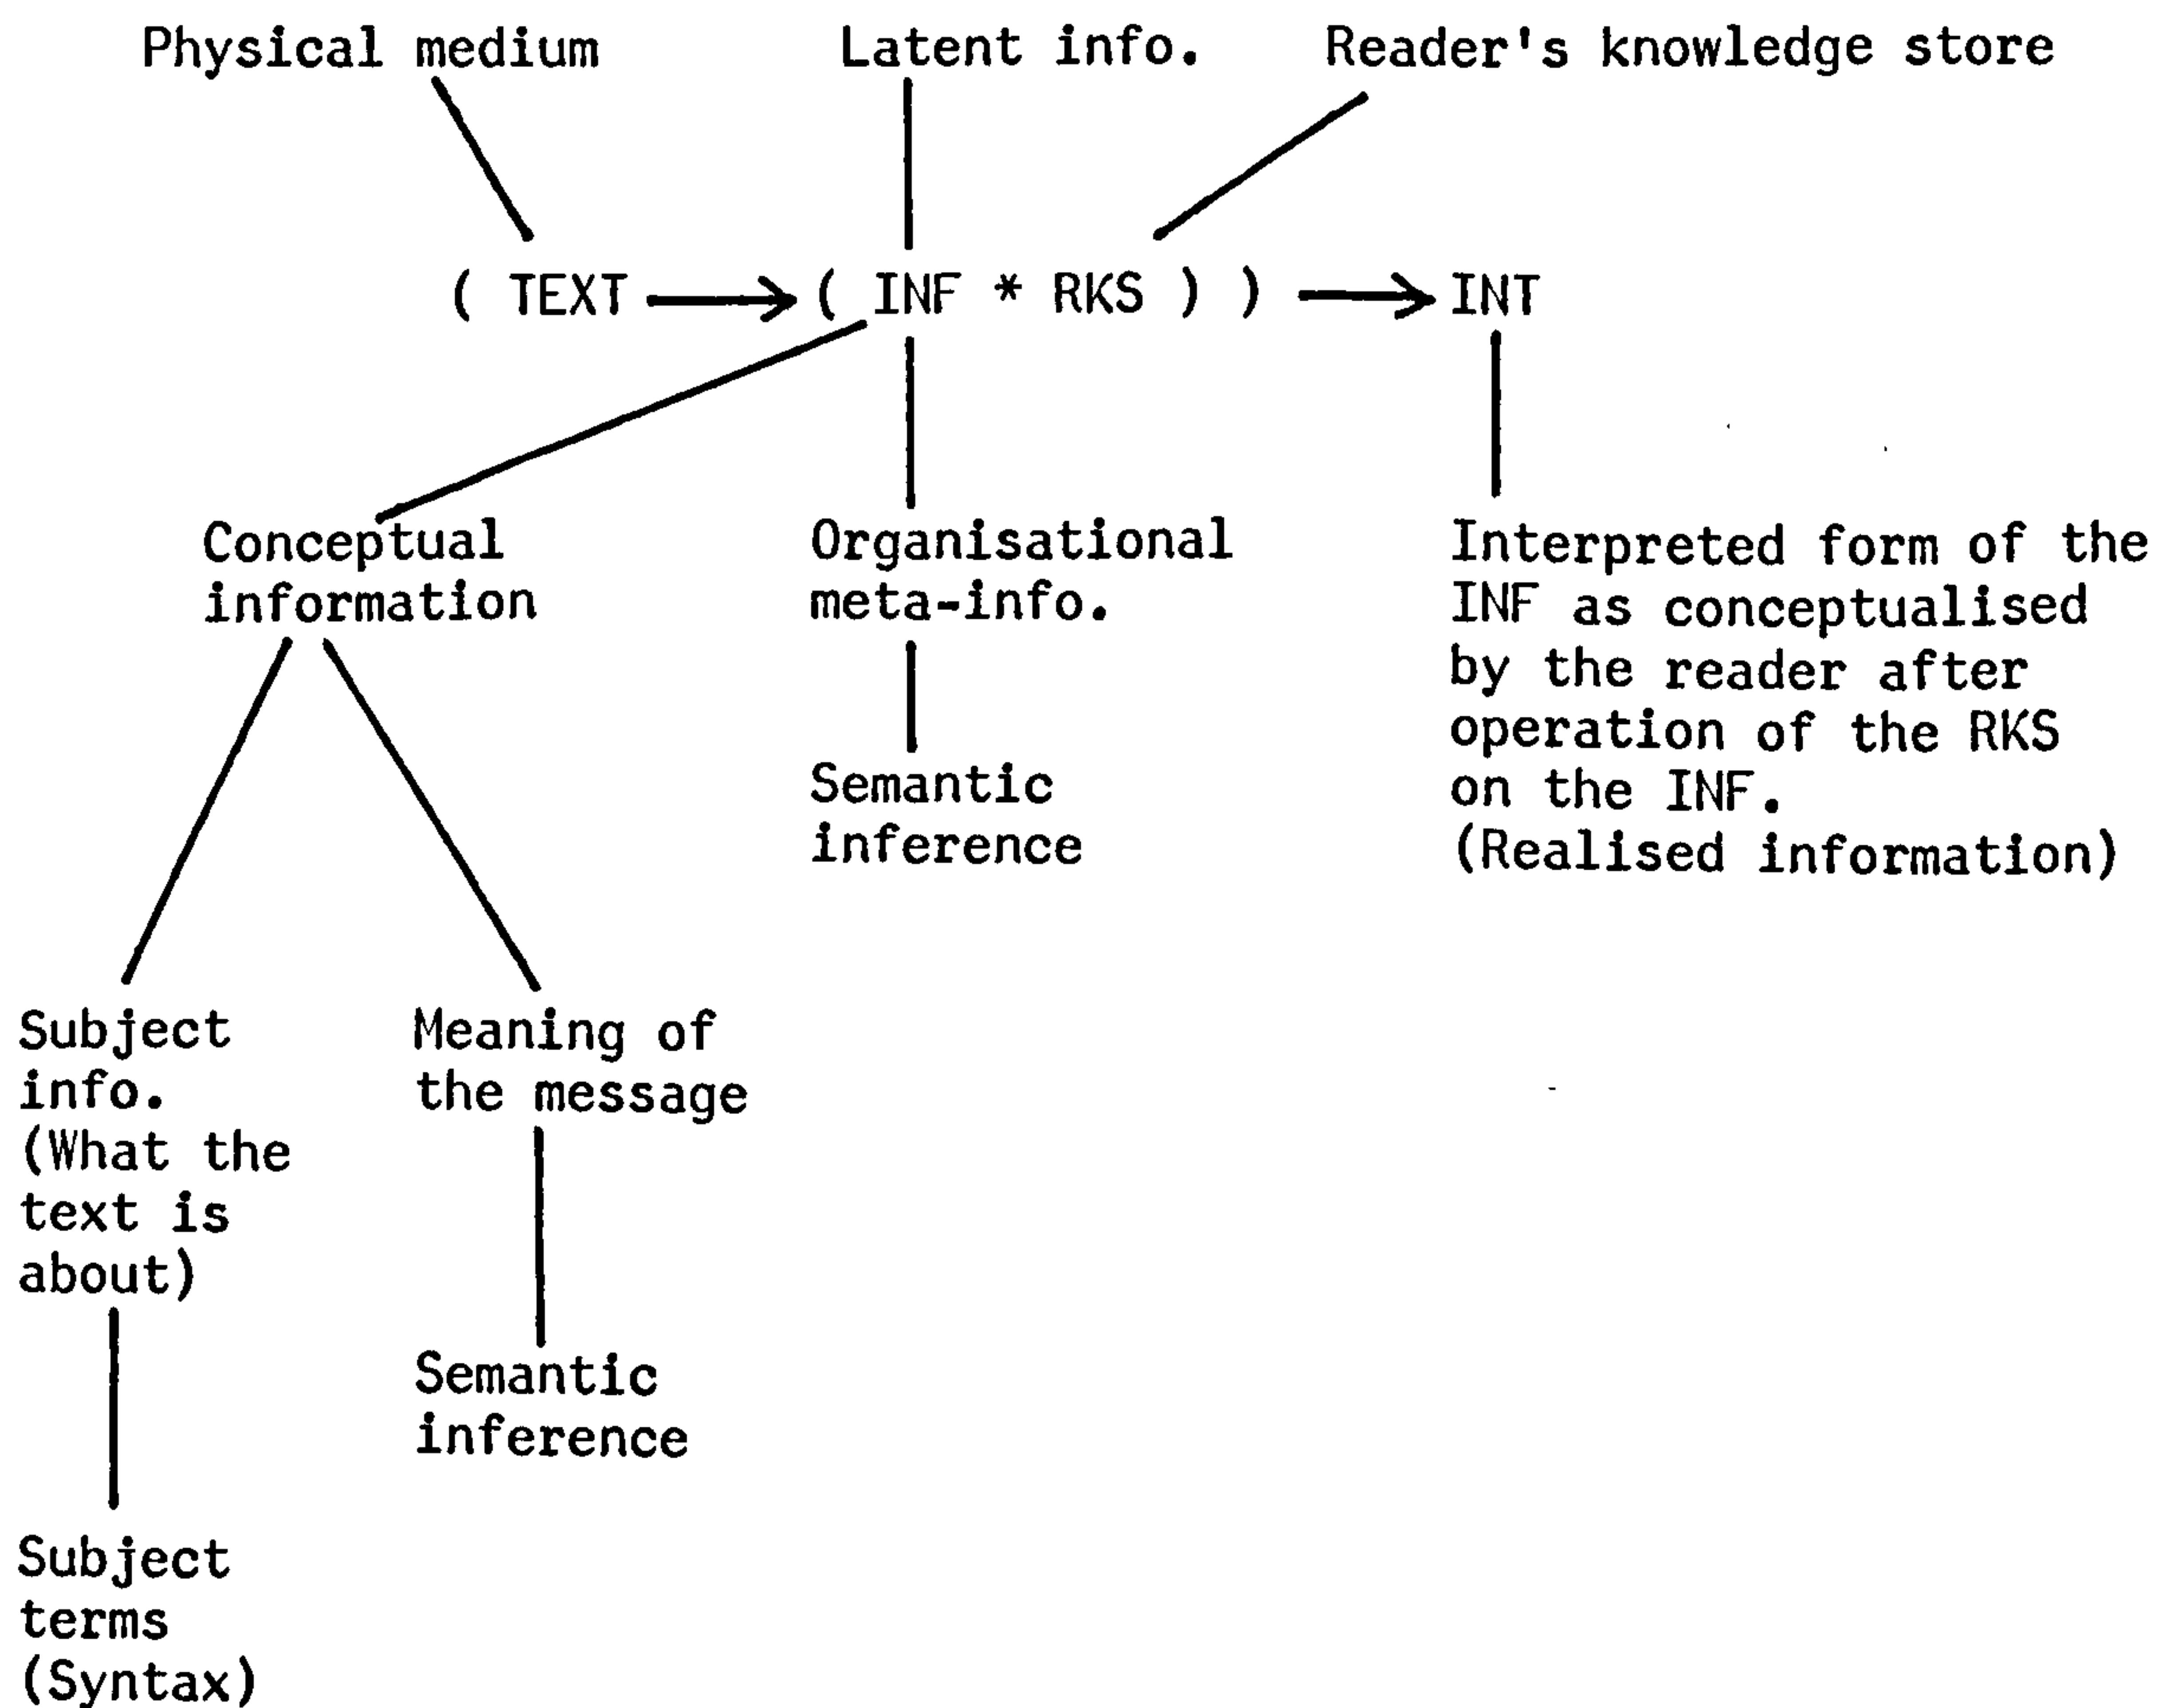 Physical medium
Latent info.
Reader's knowledge store
( TEXT ⟶ ( INF * RKS ) ) ⟶ INT
Conceptual
information
Organisational
meta-info.
Semantic
inference
Interpreted form of the
INF as conceptualised
by the reader after
operation of the RKS
on the INF.
(Realised information)
Subject
info.
(What the
text is
about)
Meaning of
the message
Semantic
inference
Subject
terms
(Syntax)